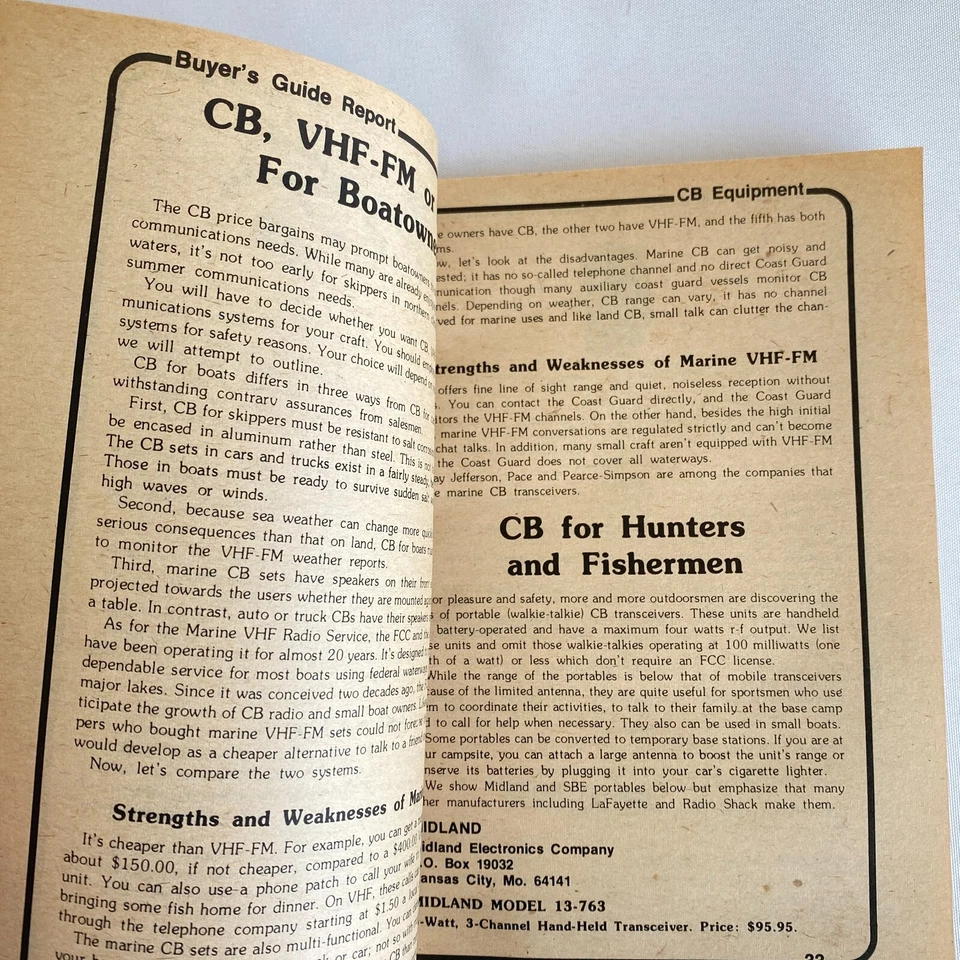 Buyer's Guide Report
CB, VHF-FM or
For Boatowne
The CB price bargains may prompt boatowners
communications needs. While many are already
waters, it's not too early for skippers in northern
summer communications needs.
You will have to decide whether you want CB,
munications systems for your craft. You should
systems for safety reasons. Your choice will depend
we will attempt to outline.
CB for boats differs in three ways from CB for
withstanding contrary assurances from salesmen.
First, CB for skippers must be resistant to salt
be encased in aluminum rather than steel. This is
The CB sets in cars and trucks exist in a fairly steady
Those in boats must be ready to survive sudden salt
high waves or winds.
Second, because sea weather can change more
serious consequences than that on land, CB for boats
to monitor the VHF-FM weather reports.
Third, marine CB sets have speakers on their front
projected towards the users whether they are mounted
a table. In contrast, auto or truck CBs have their speakers
As for the Marine VHF Radio Service, the FCC and
have been operating it for almost 20 years. It's designed
dependable service for most boats using federal
major lakes. Since it was conceived two decades ago,
ticipate the growth of CB radio and small boat owners.
pers who bought marine VHF-FM sets could not
would develop as a cheaper alternative to talk to a friend
Now, let's compare the two systems.
Strengths and Weaknesses of Ma
It's cheaper than VHF-FM. For example, you can get a
about $150.00, if not cheaper, compared to a $400.00
unit. You can also use a phone patch to call your wife
bringing some fish home for dinner. On VHF, these calls
through the telephone company starting at $1.50 a
The marine CB sets are also multi-functional. You can
or car; not so
CB Equipment
e owners have CB, the other two have VHF-FM, and the fifth has both
ms.
ow, let's look at the disadvantages. Marine CB can get noisy and
ested; it has no so-called telephone channel and no direct Coast Guard
munication though many auxiliary coast guard vessels monitor CB
nels. Depending on weather, CB range can vary, it has no channel
ved for marine uses and like land CB, small talk can clutter the chan-
trengths and Weaknesses of Marine VHF-FM
offers fine line of sight range and quiet, noiseless reception without
s. You can contact the Coast Guard directly, and the Coast Guard
itors the VHF-FM channels. On the other hand, besides the high initial
marine VHF-FM conversations are regulated strictly and can't become
chat talks. In addition, many small craft aren't equipped with VHF-FM
the Coast Guard does not cover all waterways.
ay Jefferson, Pace and Pearce-Simpson are among the companies that
e marine CB transceivers.
CB for Hunters
and Fishermen
or pleasure and safety, more and more outdoorsmen are discovering the
s of portable (walkie-talkie) CB transceivers. These units are handheld
battery-operated and have a maximum four watts r-f output. We list
se units and omit those walkie-talkies operating at 100 milliwatts (one
th of a watt) or less which don't require an FCC license.
While the range of the portables is below that of mobile transceivers
ause of the limited antenna, they are quite useful for sportsmen who use
em to coordinate their activities, to talk to their family at the base camp
d to call for help when necessary. They also can be used in small boats.
Some portables can be converted to temporary base stations. If you are at
ur campsite, you can attach a large antenna to boost the unit's range or
nserve its batteries by plugging it into your car's cigarette lighter.
We show Midland and SBE portables below but emphasize that many
her manufacturers including LaFayette and Radio Shack make them.
IDLAND
idland Electronics Company
.O. Box 19032
ansas City, Mo. 64141
MIDLAND MODEL 13-763
-Watt, 3-Channel Hand-Held Transceiver. Price: $95.95.